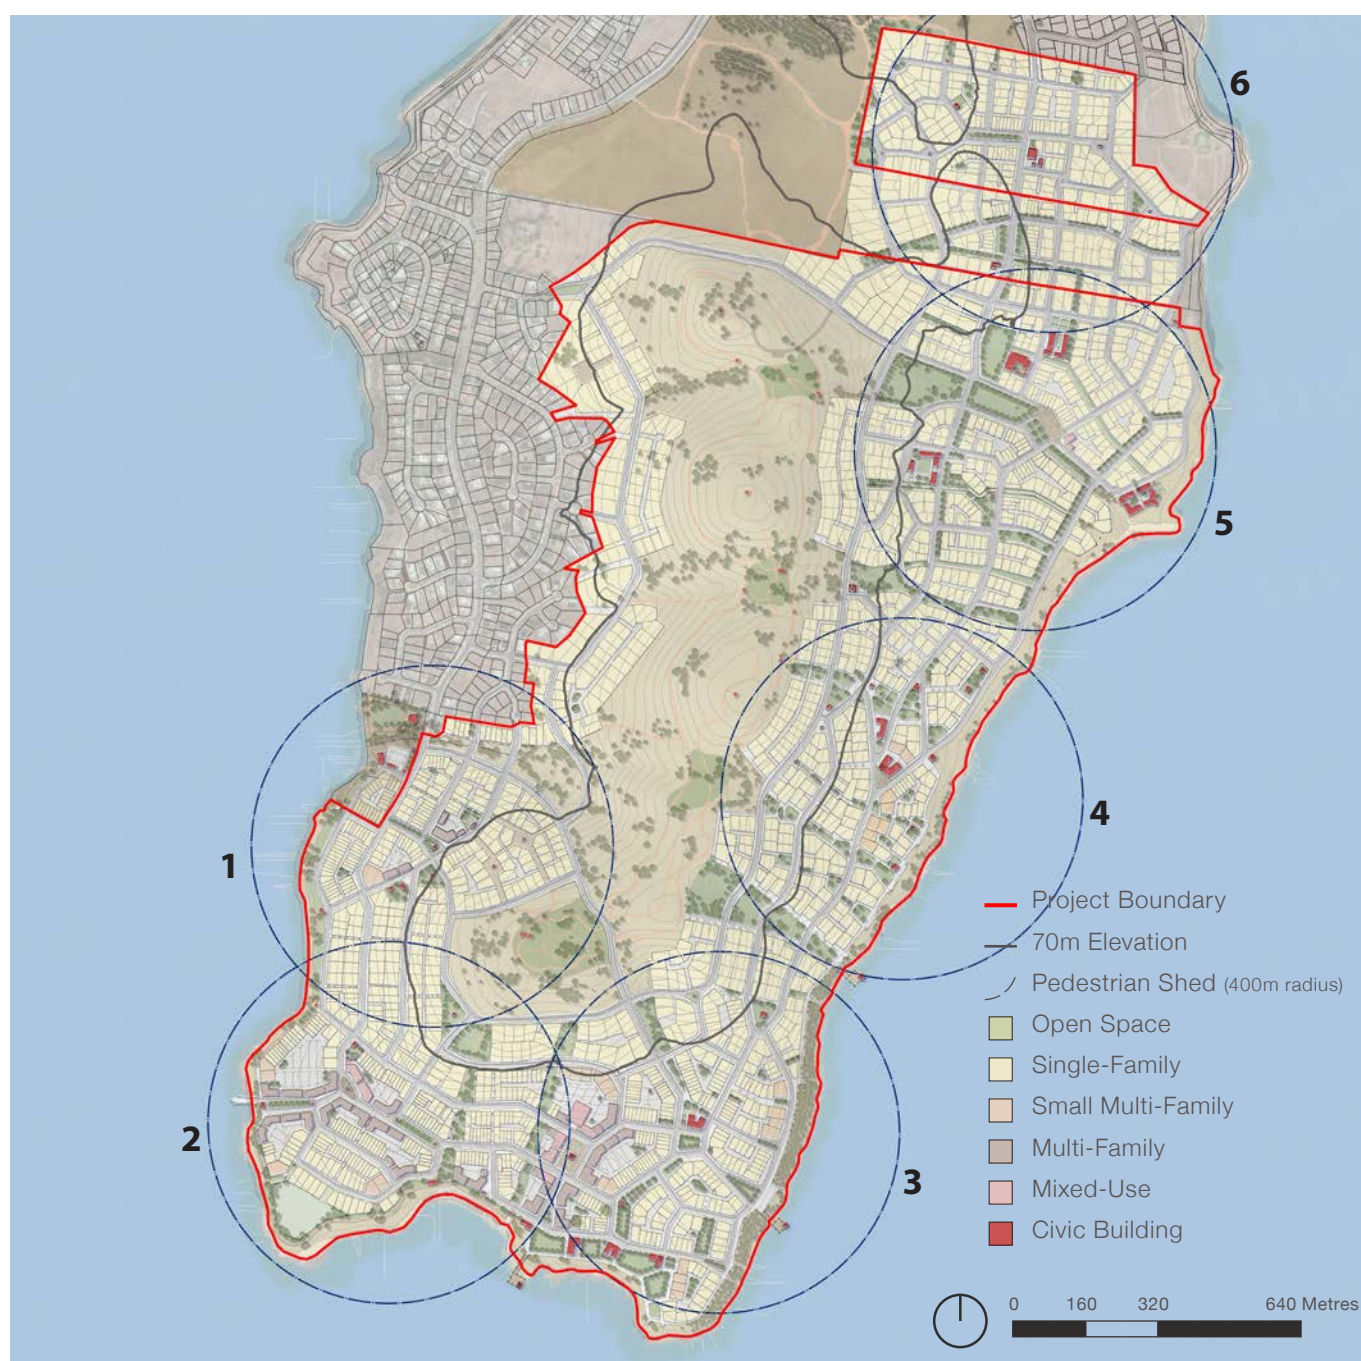 6
5
4
1
2
3
Project Boundary
70m Elevation
Pedestrian Shed (400m radius)
Open Space
Single-Family
Small Multi-Family
Multi-Family
Mixed-Use
Civic Building
0 160 320 640 Metres